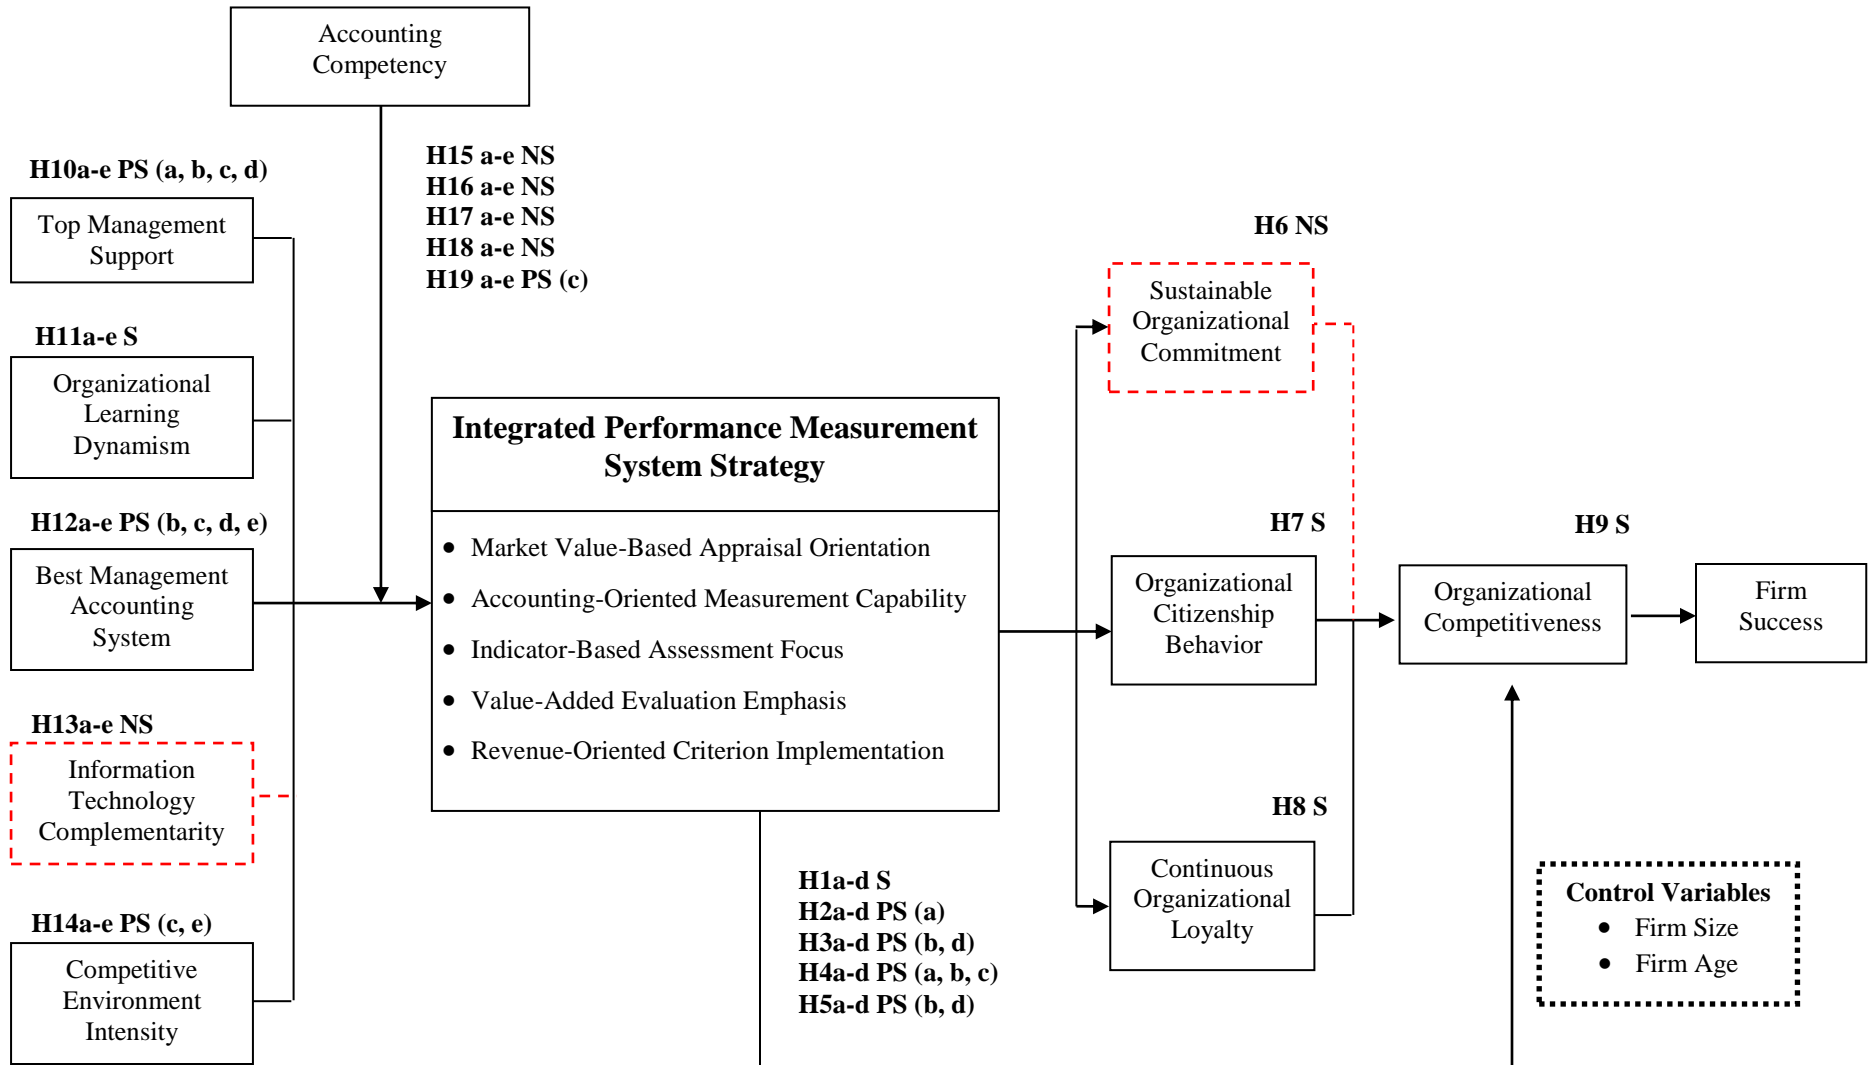 Accounting
Competency
H10a-e PS (a, b, c, d)
Top Management
Support
H11a-e S
Organizational
Learning
Dynamism
H12a-e PS (b, c, d, e)
Best Management
Accounting
System
H13a-e NS
Information
Technology
Complementarity
H14a-e PS (c, e)
Competitive
Environment
Intensity
H15 a-e NS
H16 a-e NS
H17 a-e NS
H18 a-e NS
H19 a-e PS (c)
Integrated Performance Measurement
System Strategy
• Market Value-Based Appraisal Orientation
• Accounting-Oriented Measurement Capability
• Indicator-Based Assessment Focus
• Value-Added Evaluation Emphasis
• Revenue-Oriented Criterion Implementation
H1a-d S
H2a-d PS (a)
H3a-d PS (b, d)
H4a-d PS (a, b, c)
H5a-d PS (b, d)
H6 NS
Sustainable
Organizational
Commitment
H7 S
Organizational
Citizenship
Behavior
H8 S
Continuous
Organizational
Loyalty
H9 S
Organizational
Competitiveness
Firm
Success
Control Variables
• Firm Size
• Firm Age